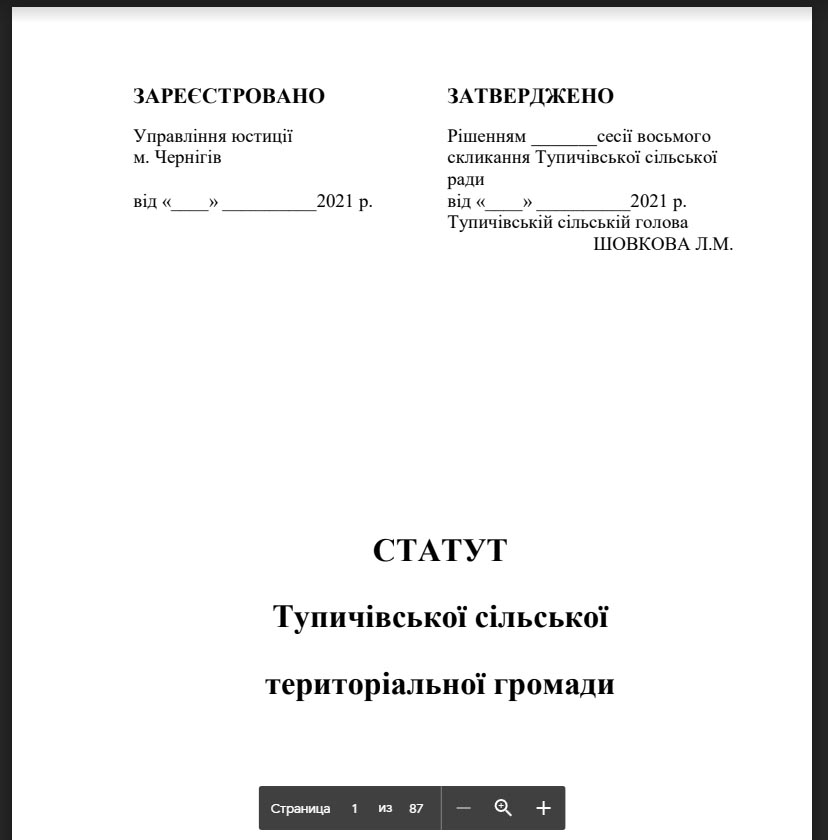 ЗАРЕЄСТРОВАНО
Управління юстиції
м. Чернігів
від «____» __________2021 р.
ЗАТВЕРДЖЕНО
Рішенням _______сесії восьмого
скликання Тупичівської сільської
ради
від «____» __________2021 р.
Тупичівській сільській голова
ШОВКОВА Л.М.
СТАТУТ
Тупичівської сільської
територіальної громади
Страница 1 из 87